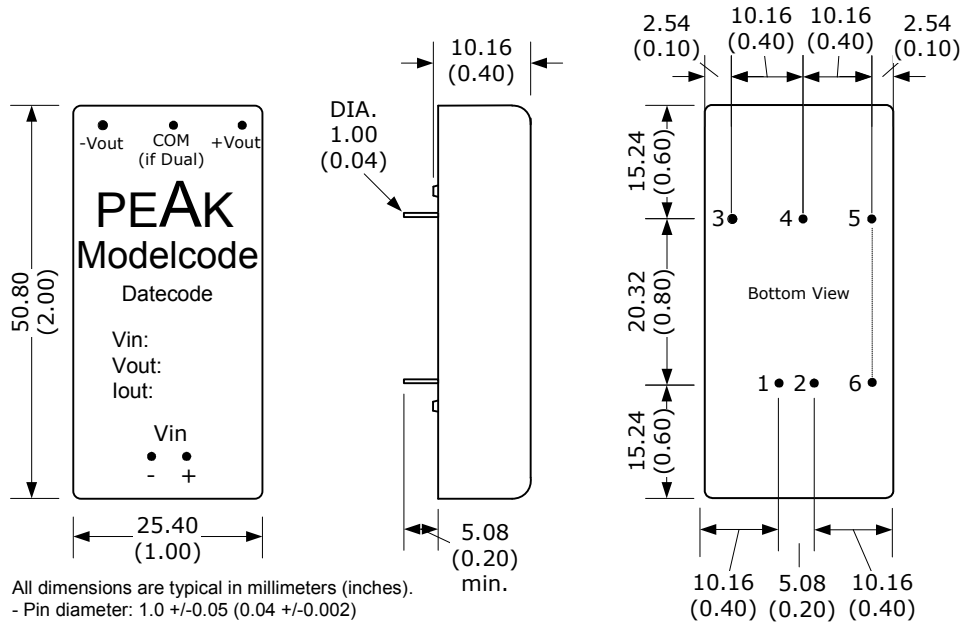 -Vout
COM
(if Dual)
+Vout
PEAK
Modelcode
Datecode
Vin:
Vout:
Iout:
Vin
- +
50.80
(2.00)
25.40
(1.00)
10.16
(0.40)
DIA.
1.00
(0.04)
5.08
(0.20)
min.
2.54
(0.10)
10.16
(0.40)
10.16
(0.40)
2.54
(0.10)
15.24
(0.60)
20.32
(0.80)
15.24
(0.60)
3 4 5
Bottom View
1 2 6
10.16
(0.40)
5.08
(0.20)
10.16
(0.40)
All dimensions are typical in millimeters (inches).
- Pin diameter: 1.0 +/-0.05 (0.04 +/-0.002)